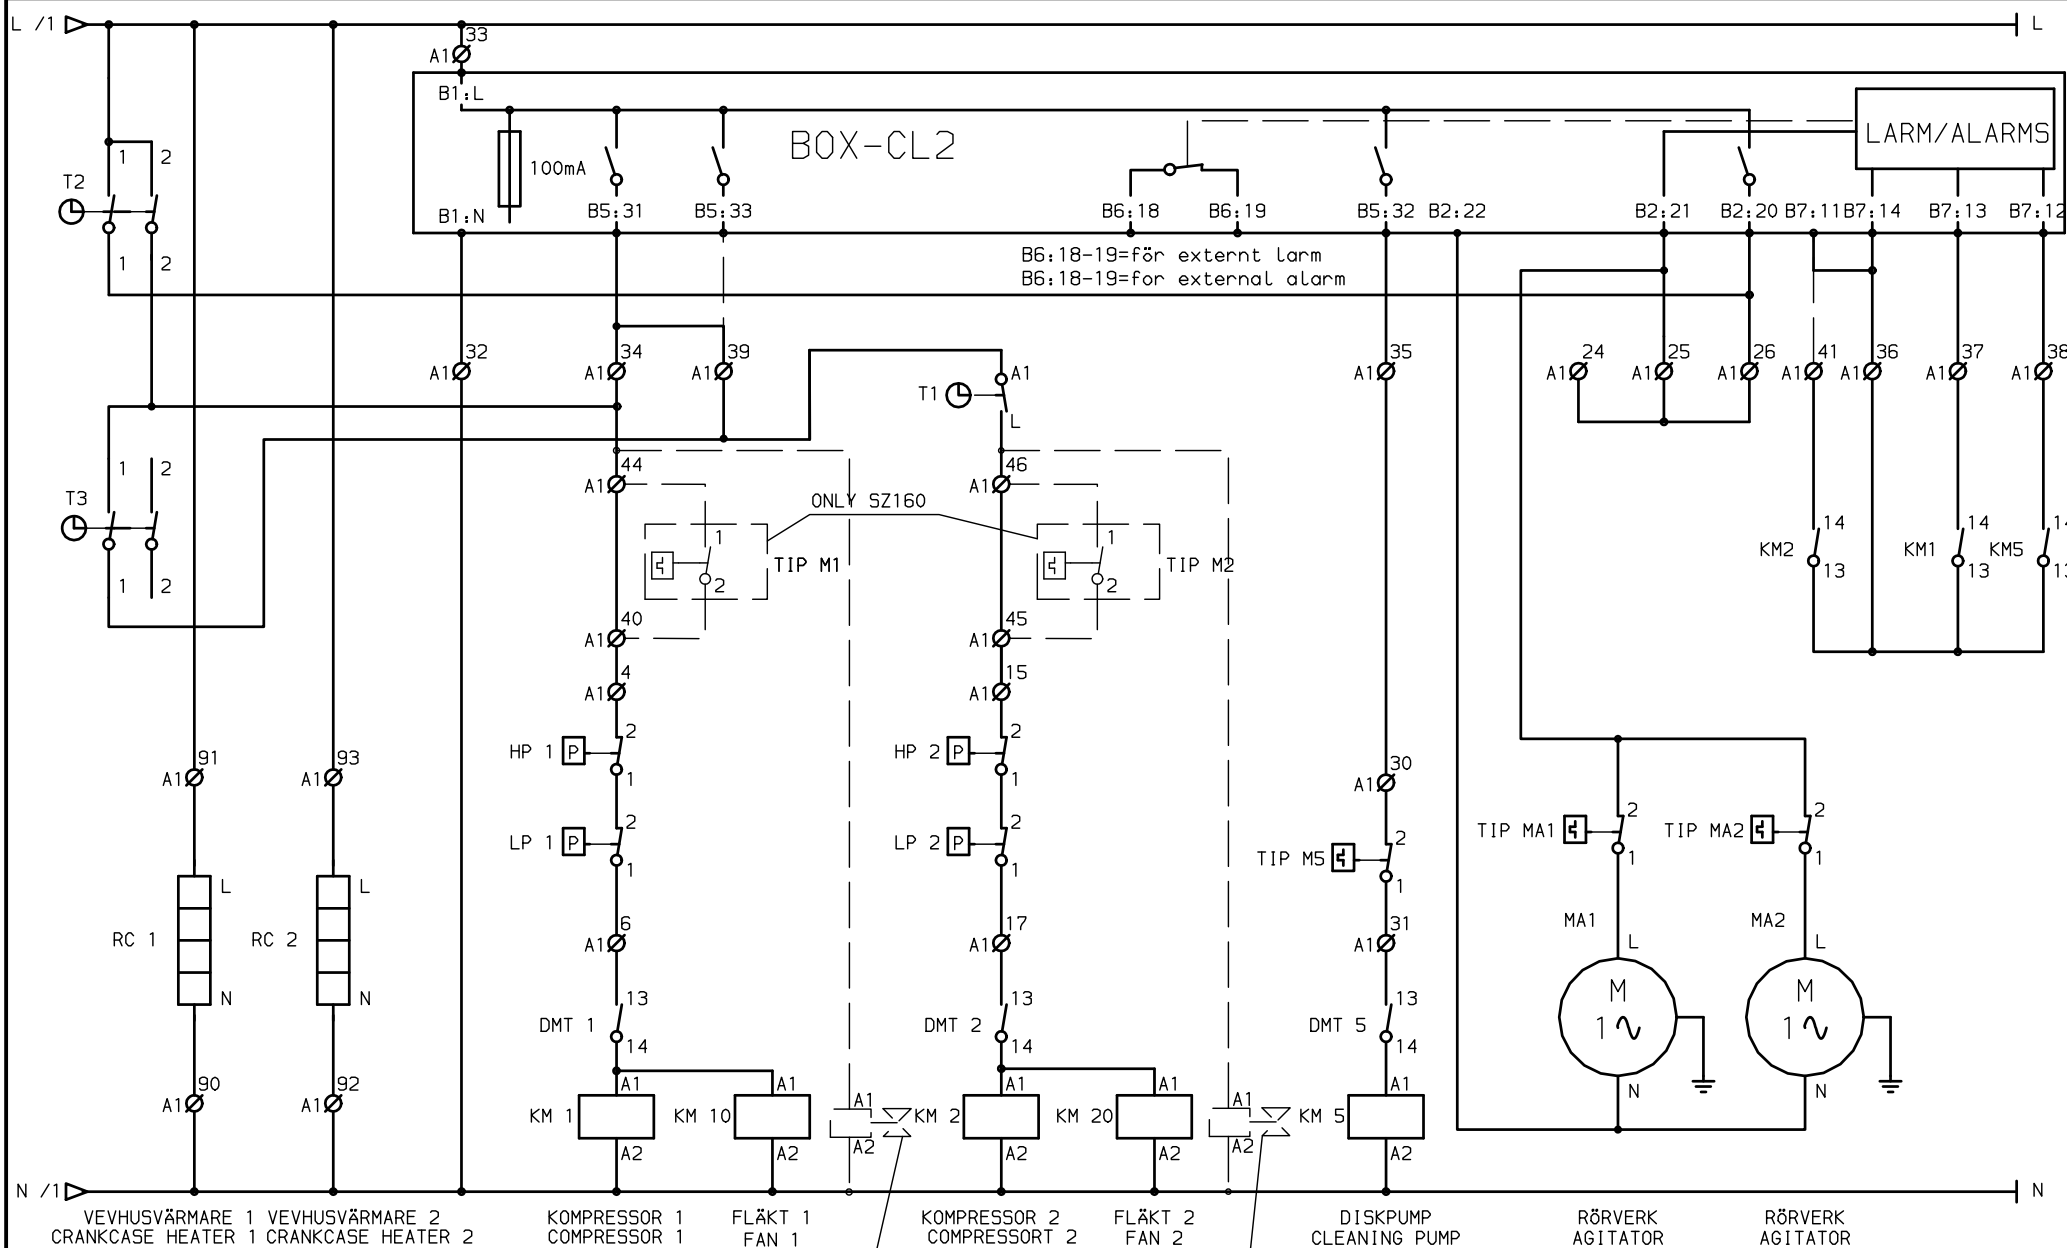 L /1
L
33
A1
B1:L
BOX-CL2
LARM/ALARMS
100mA
1
2
T2
B1:N
B5:31
B5:33
B6:18
B6:19
B5:32
B2:22
B2:21
B2:20
B7:11
B7:14
B7:13
B7:12
B6:18-19=för externt larm
B6:18-19=for external alarm
1
2
A1
32
A1
34
A1
39
T1
A1
L
A1
35
A1
24
A1
25
A1
26
A1
41
A1
36
A1
37
A1
38
1
2
T3
1
2
A1
44
A1
46
ONLY SZ160
1
TIP M1
2
1
TIP M2
2
KM2
14
13
KM1
14
13
KM5
A1
40
A1
45
A1
4
A1
15
HP 1
P
2
1
HP 2
P
2
1
A1
91
A1
93
A1
30
LP 1
P
2
1
LP 2
P
2
1
TIP M5
2
1
TIP MA1
2
1
TIP MA2
2
1
RC 1
L
N
RC 2
L
N
A1
6
A1
17
A1
31
MA1
L
M
1
N
MA2
L
M
1
N
DMT 1
13
14
DMT 2
13
14
DMT 5
13
14
A1
90
A1
92
KM 1
A1
A2
KM 10
A1
A2
A1
A2
KM 2
A1
A2
KM 20
A1
A2
A1
A2
KM 5
A1
A2
N /1
N
VEVHUSVÄRMARE 1
CRANKCASE HEATER 1
VEVHUSVÄRMARE 2
CRANKCASE HEATER 2
KOMPRESSOR 1
COMPRESSOR 1
FLÄKT 1
FAN 1
KOMPRESSOR 2
COMPRESSORT 2
FLÄKT 2
FAN 2
DISKPUMP
CLEANING PUMP
RÖRVERK
AGITATOR
RÖRVERK
AGITATOR